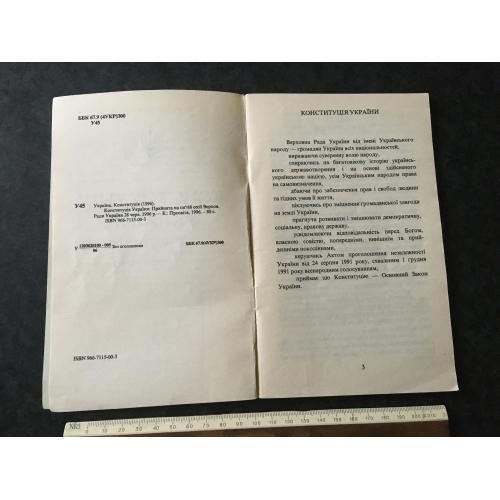 ББК 67.9 (4УКР)300
У45
У45 Україна. Конституція (1996).
Конституція України: Прийнята на п'ятій сесії Верхов.
Ради України 28 черв. 1996 р. — К.: Просвіта, 1996. — 80 с.
ISBN 966-7115-00-3
У 1203020100 - 005 Без оголошення ББК 67.9(4УКР)300
96
ISBN 966-7115-00-3
КОНСТИТУЦІЯ УКРАЇНИ
Верховна Рада України від імені Українського
народу — громадян України всіх національностей,
виражаючи суверенну волю народу,
спираючись на багатовікову історію українсь-
кого державотворення і на основі здійсненого
українською нацією, усім Українським народом права
на самовизначення,
дбаючи про забезпечення прав і свобод людини
та гідних умов її життя,
піклуючись про зміцнення громадянської злагоди
на землі України,
прагнучи розвивати і зміцнювати демократичну,
соціальну, правову державу,
усвідомлюючи відповідальність перед Богом,
власною совістю, попередніми, нинішнім та прий-
дешніми поколіннями,
керуючись Актом проголошення незалежності
України від 24 серпня 1991 року, схваленим 1 грудня
1991 року всенародним голосуванням,
приймає цю Конституцію — Основний Закон
України.
3